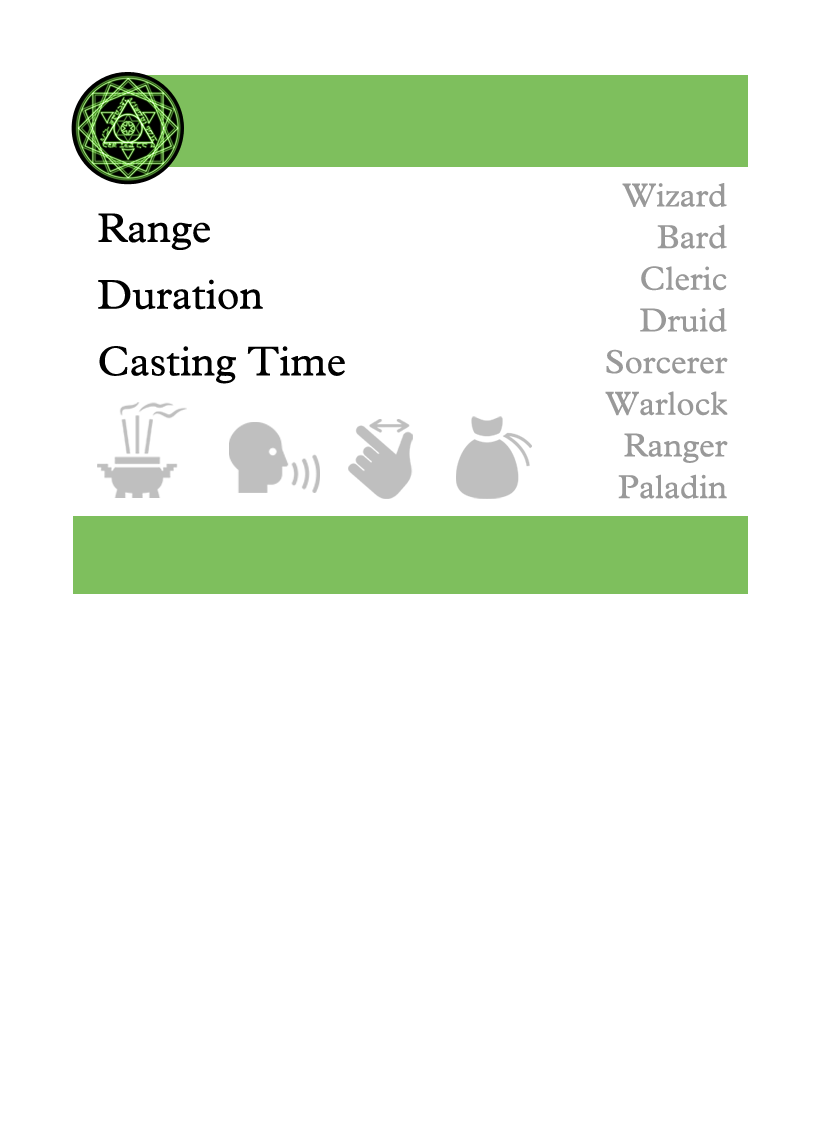 Range
Duration
Casting Time
Wizard
Bard
Cleric
Druid
Sorcerer
Warlock
Ranger
Paladin